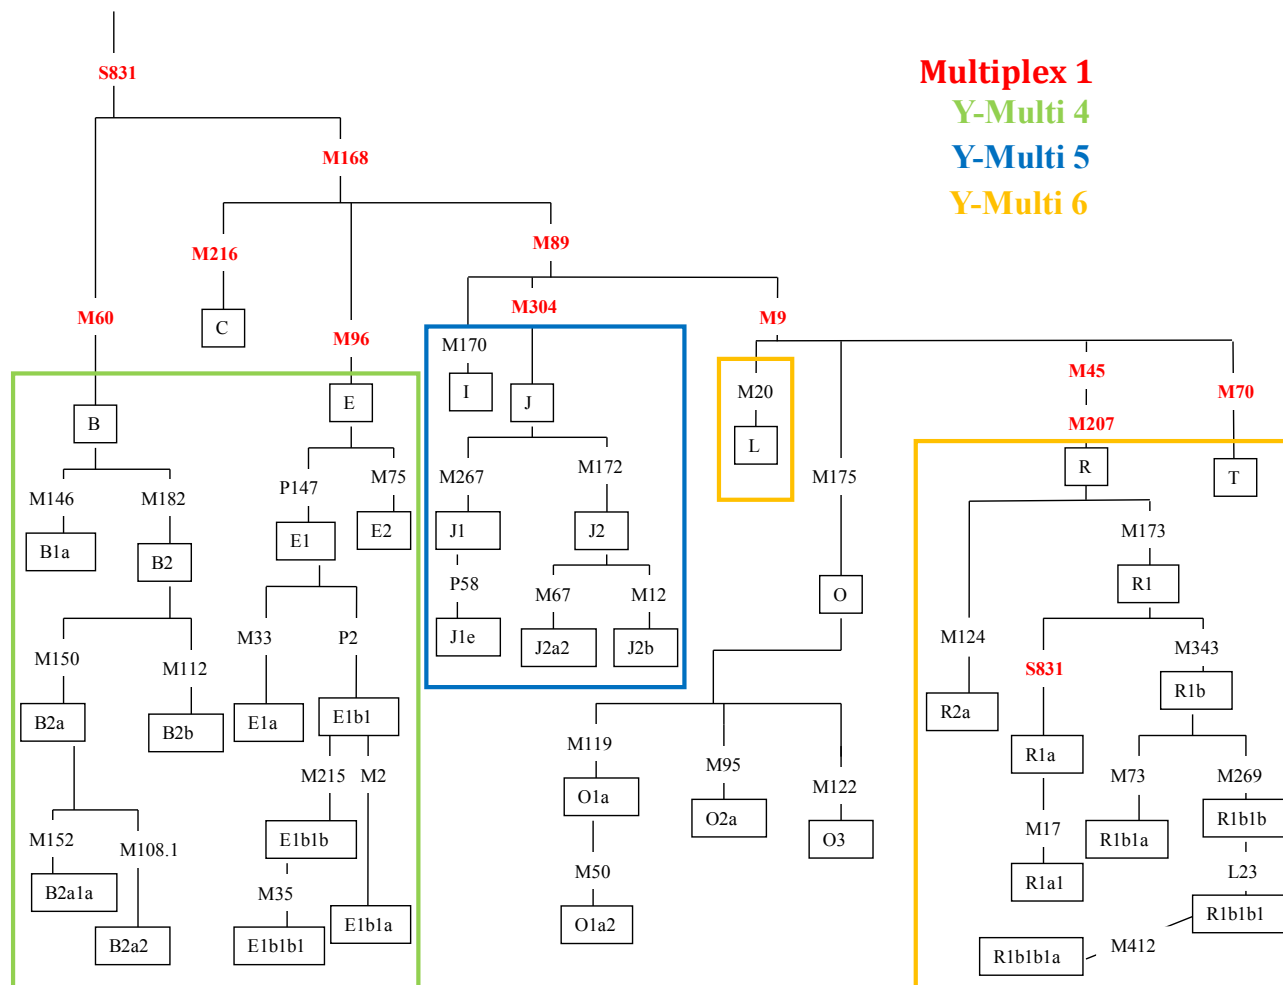 S831
Multiplex 1
Y-Multi 4
Y-Multi 5
Y-Multi 6
M168
M216
M89
M60
C
M96
M304
M9
M170
I
J
M20
L
M45
M207
M70
B
E
R
T
M146
M182
P147
M75
M267
M172
M175
M173
B1a
B2
E1
E2
J1
J2
R1
P58
M67
M12
O
M150
M112
M33
P2
J1e
J2a2
J2b
M124
S831
M343
B2a
B2b
E1a
E1b1
R2a
R1b
M215
M2
M119
M95
M122
R1a
M73
M269
M152
M108.1
E1b1b
O1a
O2a
O3
M17
R1b1a
R1b1b
B2a1a
M35
M50
R1a1
L23
B2a2
E1b1b1
E1b1a
O1a2
R1b1b1
M412
R1b1b1a